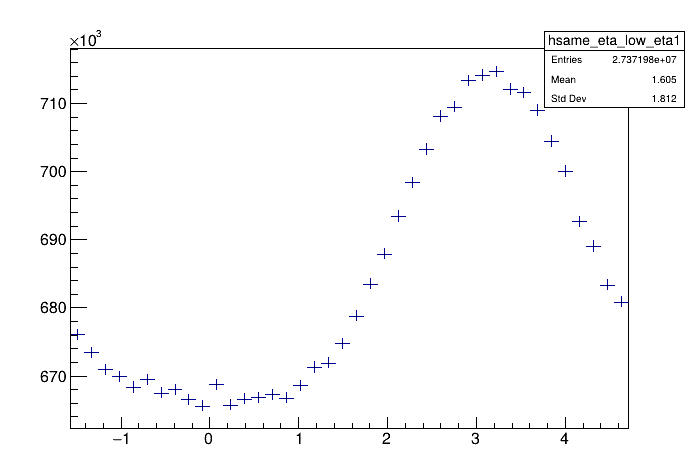 ×10³
hsame_eta_low_eta1
Entries 2.737198e+07
Mean 1.605
Std Dev 1.812
710
700
690
680
670
−1 0 1 2 3 4